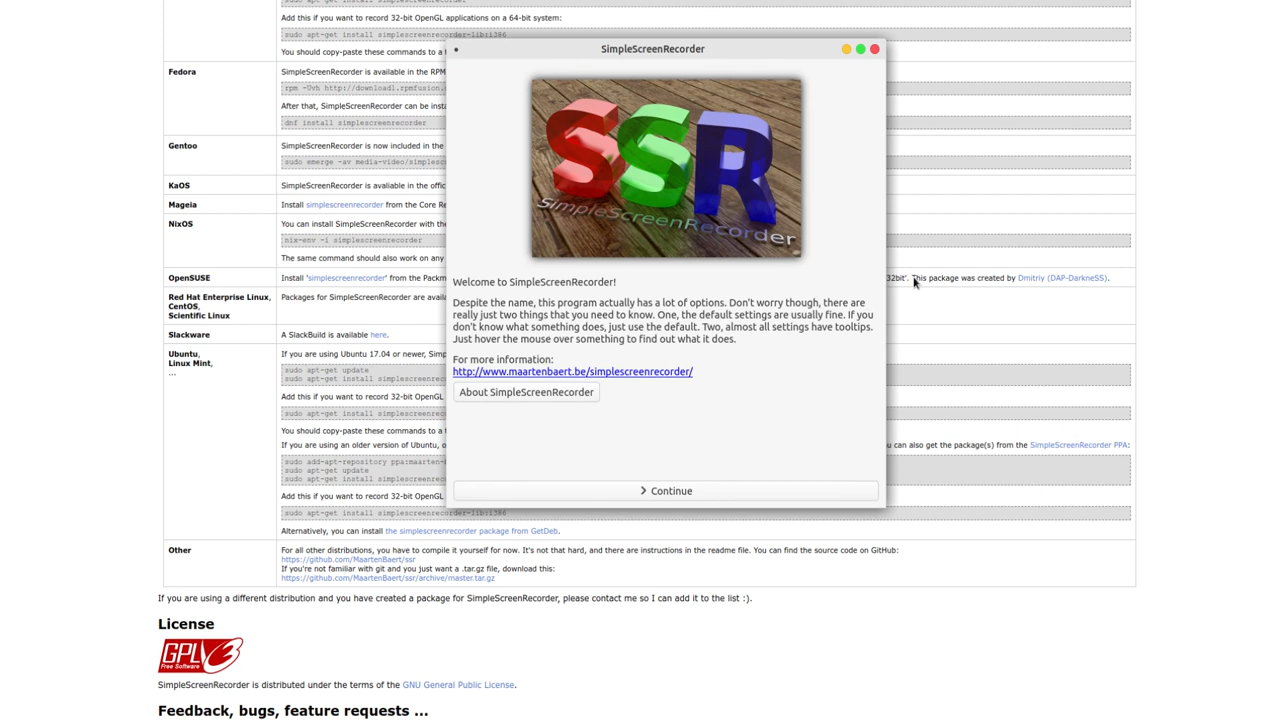 sudo apt-get install simplescreenrecorder
Add this if you want to record 32-bit OpenGL applications on a 64-bit system:
sudo apt-get install simplescreenrecorder-lib:i386
You should copy-paste these commands to a
SimpleScreenRecorder
SSR
SimpleScreenRecorder
Welcome to SimpleScreenRecorder!
Despite the name, this program actually has a lot of options. Don't worry though, there are
really just two things that you need to know. One, the default settings are usually fine. If you
don't know what something does, just use the default. Two, almost all settings have tooltips.
Just hover the mouse over something to find out what it does.
For more information:
http://www.maartenbaert.be/simplescreenrecorder/
About SimpleScreenRecorder
Continue
Fedora
SimpleScreenRecorder is available in the RPM
rpm -Uvh http://download1.rpmfusion.
After that, SimpleScreenRecorder can be insta
dnf install simplescreenrecorder
Gentoo
SimpleScreenRecorder is now included in the
sudo emerge -av media-video/simplesc
KaOS
SimpleScreenRecorder is avaliable in the offic
Mageia
Install simplescreenrecorder from the Core Re
NixOS
You can install SimpleScreenRecorder with the
nix-env -i simplescreenrecorder
The same command should also work on any
OpenSUSE
Install 'simplescreenrecorder' from the Packm
32bit'. This package was created by Dmitriy (DAP-DarkneSS).
Red Hat Enterprise Linux,
CentOS,
Scientific Linux
Packages for SimpleScreenRecorder are availa
Slackware
A SlackBuild is available here.
Ubuntu,
Linux Mint,
...
If you are using Ubuntu 17.04 or newer, Simp
sudo apt-get update
sudo apt-get install simplescreenrec
Add this if you want to record 32-bit OpenGL
sudo apt-get install simplescreenrec
You should copy-paste these commands to a t
If you are using an older version of Ubuntu, o
u can also get the package(s) from the SimpleScreenRecorder PPA:
sudo add-apt-repository ppa:maarten-b
sudo apt-get update
sudo apt-get install simplescreenrec
Add this if you want to record 32-bit OpenGL
sudo apt-get install simplescreenrecorder-lib:i386
Alternatively, you can install the simplescreenrecorder package from GetDeb.
Other
For all other distributions, you have to compile it yourself for now. It's not that hard, and there are instructions in the readme file. You can find the source code on GitHub:
https://github.com/MaartenBaert/ssr
If you're not familiar with git and you just want a .tar.gz file, download this:
https://github.com/MaartenBaert/ssr/archive/master.tar.gz
If you are using a different distribution and you have created a package for SimpleScreenRecorder, please contact me so I can add it to the list :).
License
GPL 3
Free Software
SimpleScreenRecorder is distributed under the terms of the GNU General Public License.
Feedback, bugs, feature requests ...